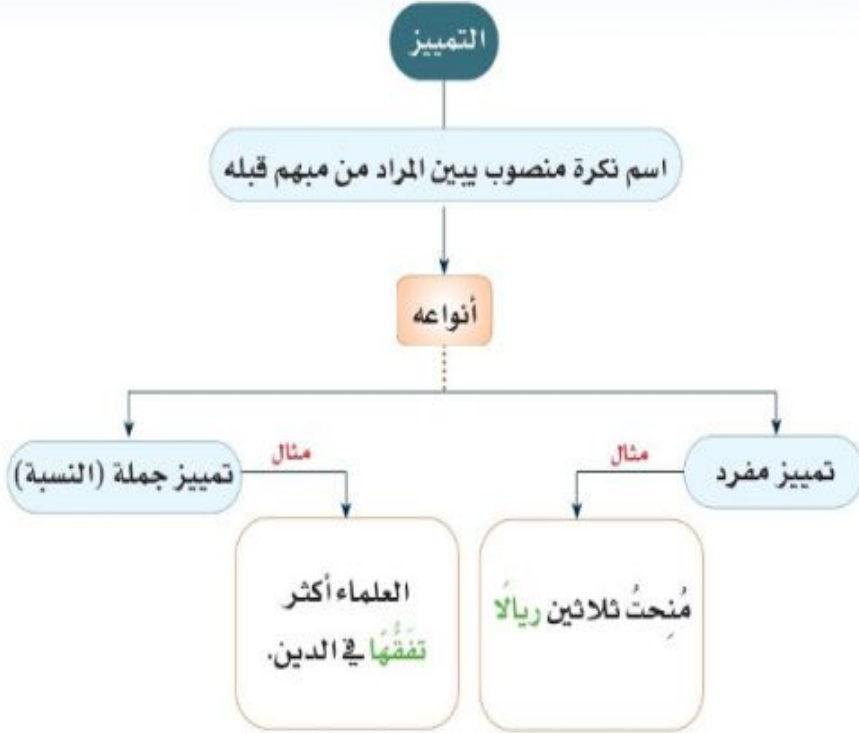 التمييز
اسم نكرة منصوب يبين المراد من مبهم قبله
أنواعه
تمييز مفرد
مثال
مُنِحتُ ثلاثين ريالًا
تمييز جملة (النسبة)
مثال
العلماء أكثر
تفَقُّهًا في الدين.